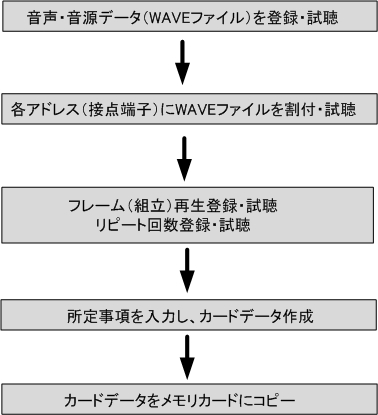 音声・音源データ（WAVEファイル）を登録・試聴
各アドレス（接点端子）にWAVEファイルを割付・試聴
フレーム（組立）再生登録・試聴
リピート回数登録・試聴
所定事項を入力し、カードデータ作成
カードデータをメモリカードにコピー